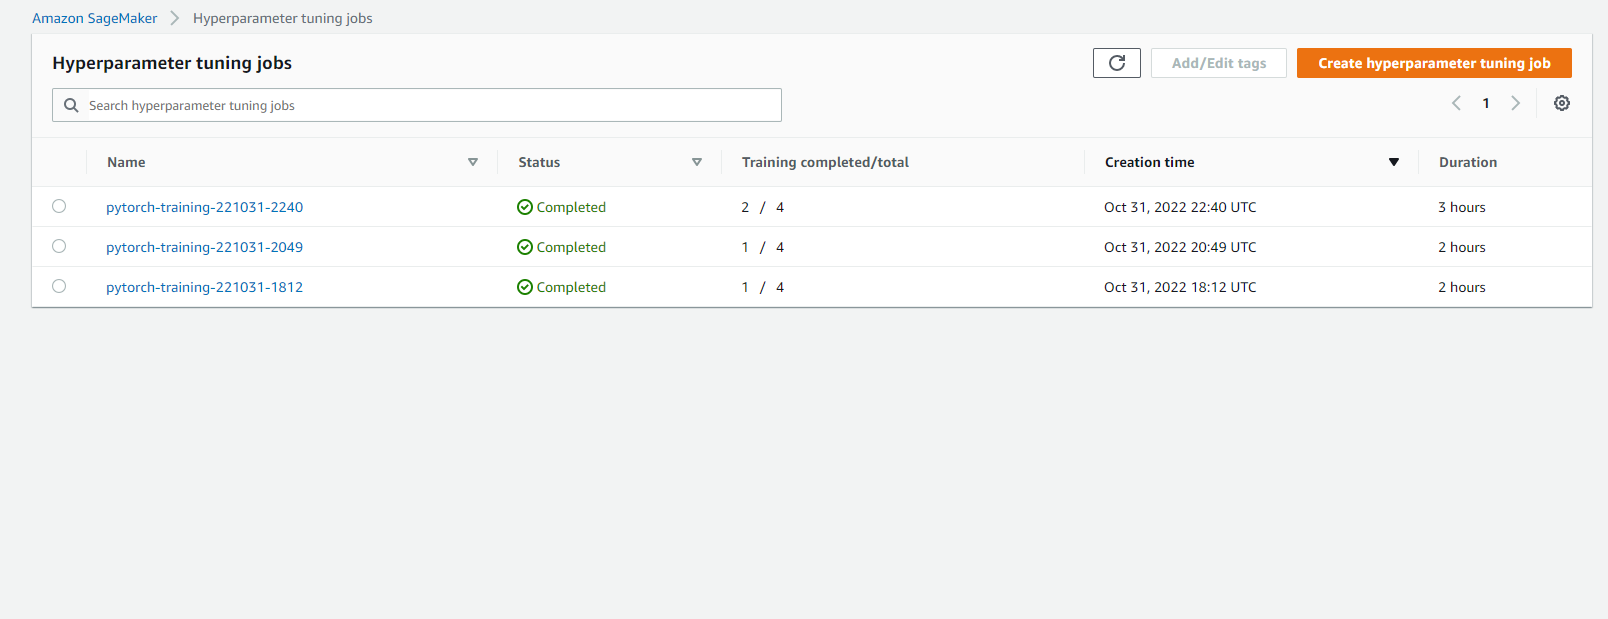 Amazon SageMaker > Hyperparameter tuning jobs
Hyperparameter tuning jobs
Add/Edit tags
Create hyperparameter tuning job
Search hyperparameter tuning jobs
1
Name Status Training completed/total Creation time Duration
pytorch-training-221031-2240 Completed 2 / 4 Oct 31, 2022 22:40 UTC 3 hours
pytorch-training-221031-2049 Completed 1 / 4 Oct 31, 2022 20:49 UTC 2 hours
pytorch-training-221031-1812 Completed 1 / 4 Oct 31, 2022 18:12 UTC 2 hours